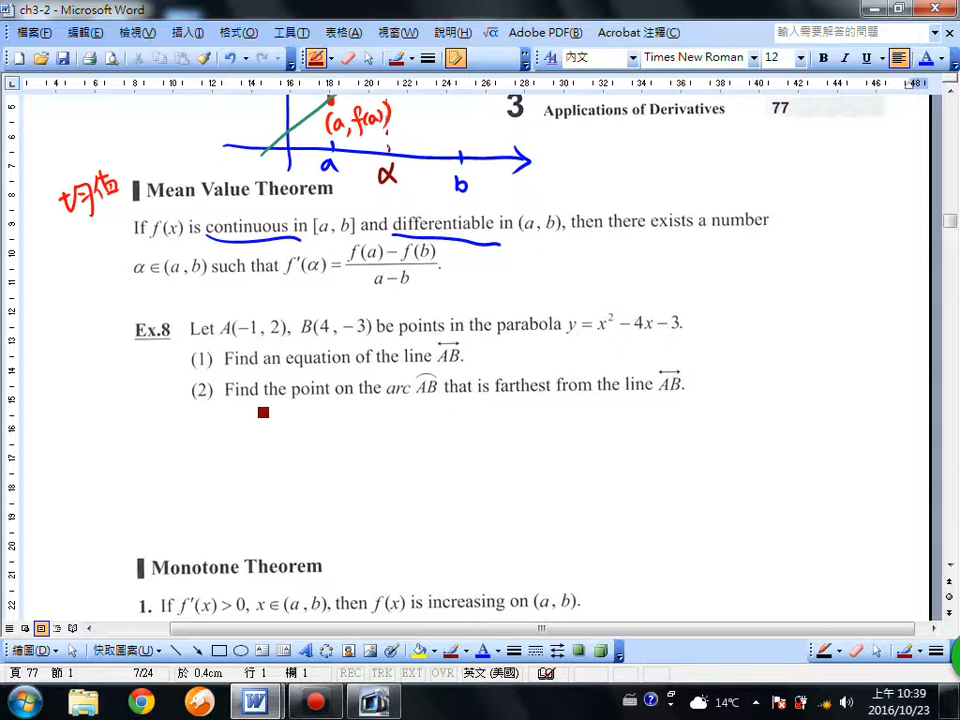 ch3-2 - Microsoft Word
檔案(F) 編輯(E) 檢視(V) 插入(I) 格式(O) 工具(T) 表格(A) 視窗(W) 說明(H) √α Adobe PDF(B) Acrobat 註解(C) 輸入需要解答的問題
內文 Times New Roman 12 B I U A
3 Applications of Derivatives 77
(a, f(a))
a α b
均值
Mean Value Theorem
If f(x) is continuous in [a, b] and differentiable in (a, b), then there exists a number
α∈(a, b) such that f′(α) = (f(a) − f(b))/(a − b).
Ex.8 Let A(−1, 2), B(4, −3) be points in the parabola y = x² − 4x − 3.
(1) Find an equation of the line AB.
(2) Find the point on the arc AB that is farthest from the line AB.
Monotone Theorem
1. If f′(x) > 0, x∈(a, b), then f(x) is increasing on (a, b).
繪圖(D) 快取圖案(U)
頁 77 節 1 7/24 於 0.4cm 行 1 欄 1 REC TRK EXT OVR 英文 (美國)
14°C 上午 10:39
2016/10/23